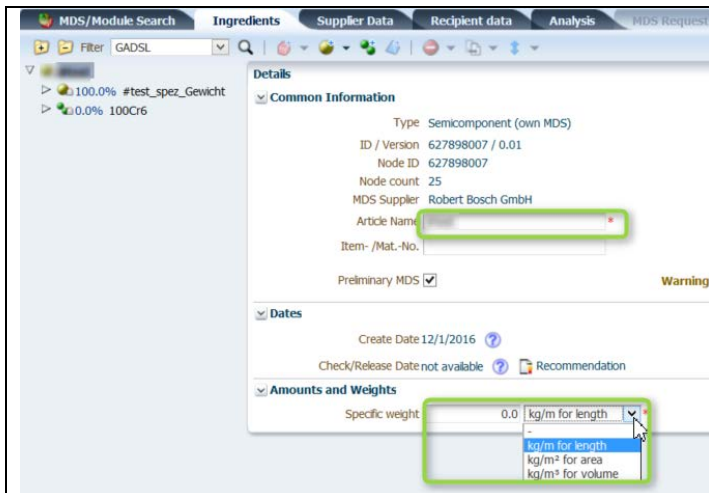 MDS/Module Search Ingredients Supplier Data Recipient data Analysis MDS Request
Filter GADSL
100.0% #test_spez_Gewicht
0.0% 100Cr6
Details
Common Information
Type Semicomponent (own MDS)
ID / Version 627898007 / 0.01
Node ID 627898007
Node count 25
MDS Supplier Robert Bosch GmbH
Article Name *
Item- /Mat.-No.
Preliminary MDS Warning
Dates
Create Date 12/1/2016 ?
Check/Release Date not available ? Recommendation
Amounts and Weights
Specific weight 0.0 kg/m for length *
-
kg/m for length
kg/m² for area
kg/m³ for volume